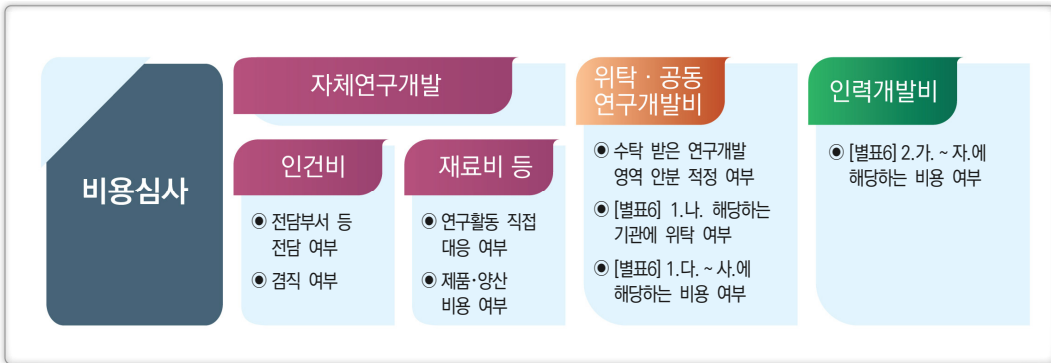 비용심사
자체연구개발
인건비
◉ 전담부서 등
전담 여부
◉ 겸직 여부
재료비 등
◉ 연구활동 직접
대응 여부
◉ 제품·양산
비용 여부
위탁·공동
연구개발비
◉ 수탁 받은 연구개발
영역 안분 적정 여부
◉ [별표6] 1.나. 해당하는
기관에 위탁 여부
◉ [별표6] 1.다. ~ 사.에
해당하는 비용 여부
인력개발비
◉ [별표6] 2.가. ~ 자.에
해당하는 비용 여부